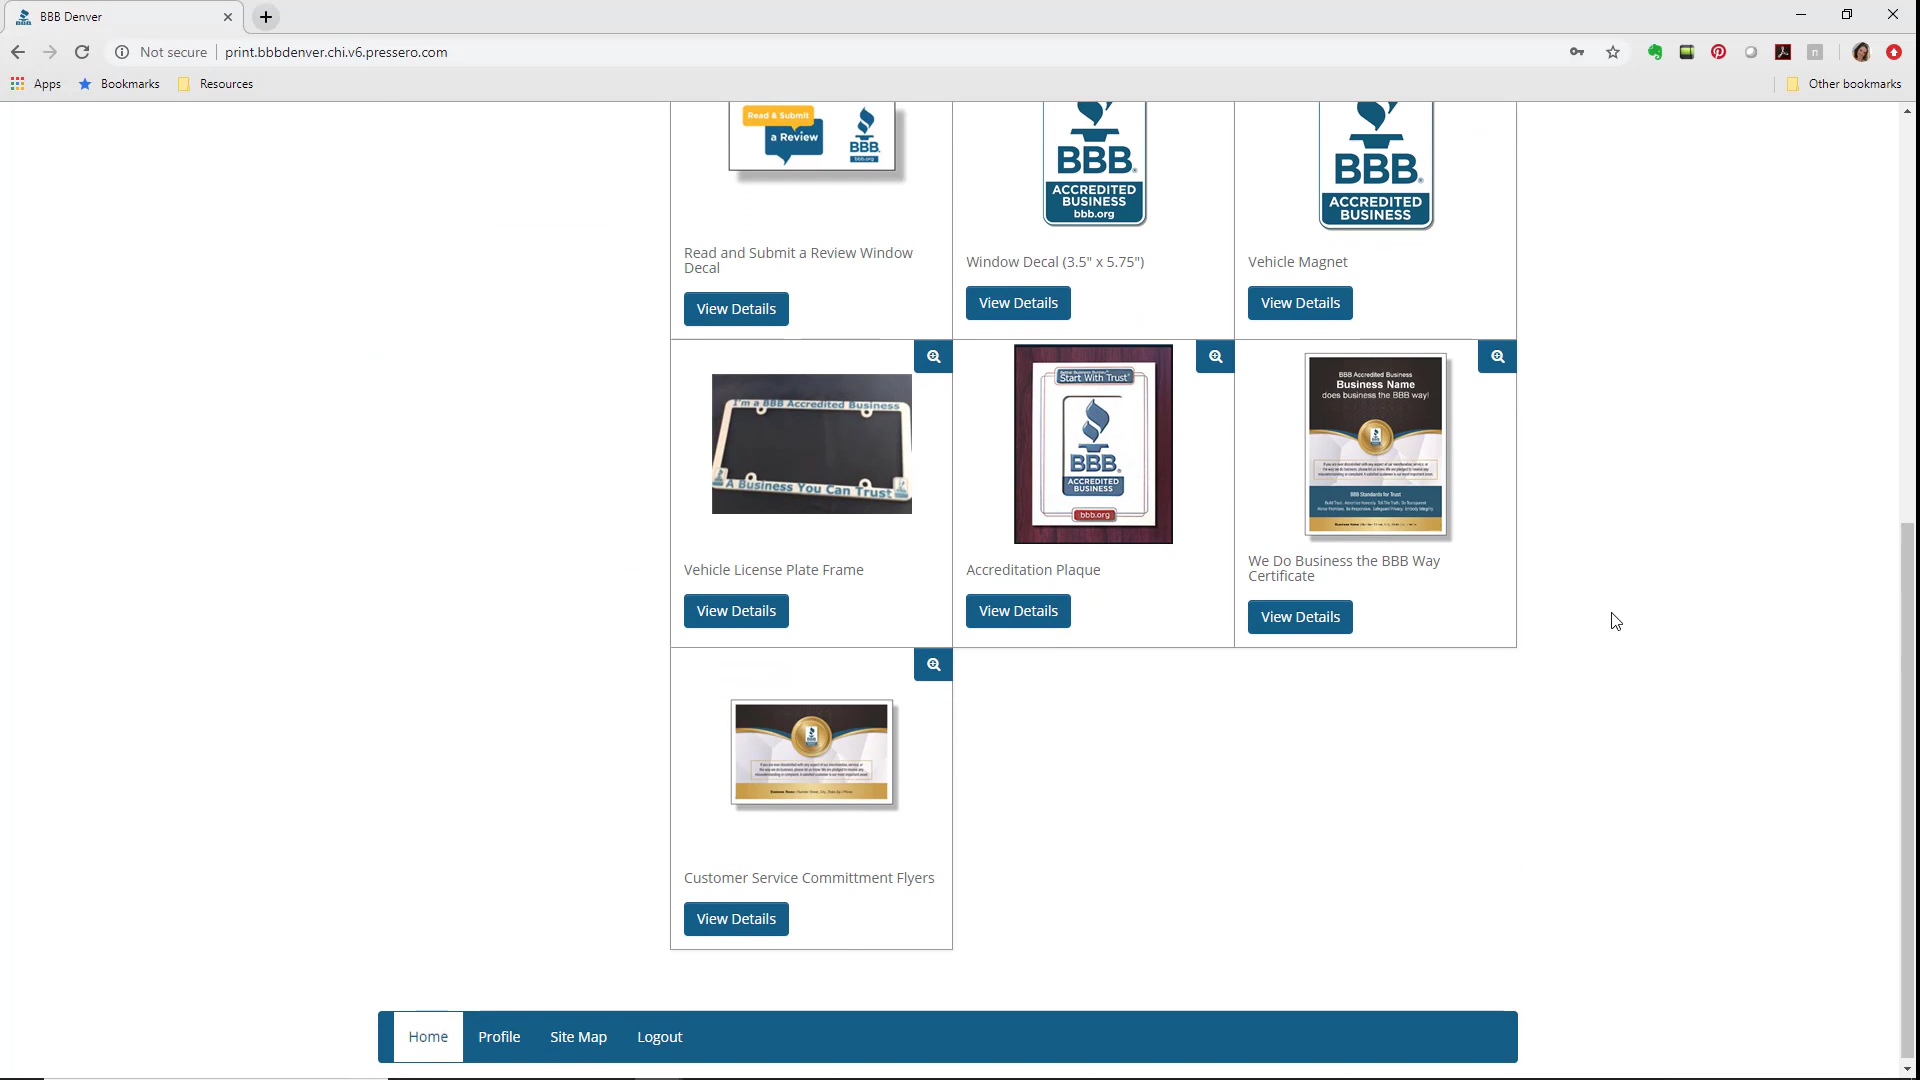 BBB Denver
Not secure
print.bbbdenver.chi.v6.pressero.com
Apps
Bookmarks
Resources
Other bookmarks
Read & Submit
a Review
BBB
bbb.org
BBB
ACCREDITED
BUSINESS
bbb.org
BBB
ACCREDITED
BUSINESS
Read and Submit a Review Window
Decal
Window Decal (3.5" x 5.75")
Vehicle Magnet
View Details
View Details
View Details
I'm a BBB Accredited Business
A Business You Can Trust
Start With Trust
BBB
ACCREDITED
BUSINESS
bbb.org
BBB Accredited Business
Business Name
does business the BBB way!
BBB Standards for Trust
Vehicle License Plate Frame
Accreditation Plaque
We Do Business the BBB Way
Certificate
View Details
View Details
View Details
Customer Service Committment Flyers
View Details
Home
Profile
Site Map
Logout